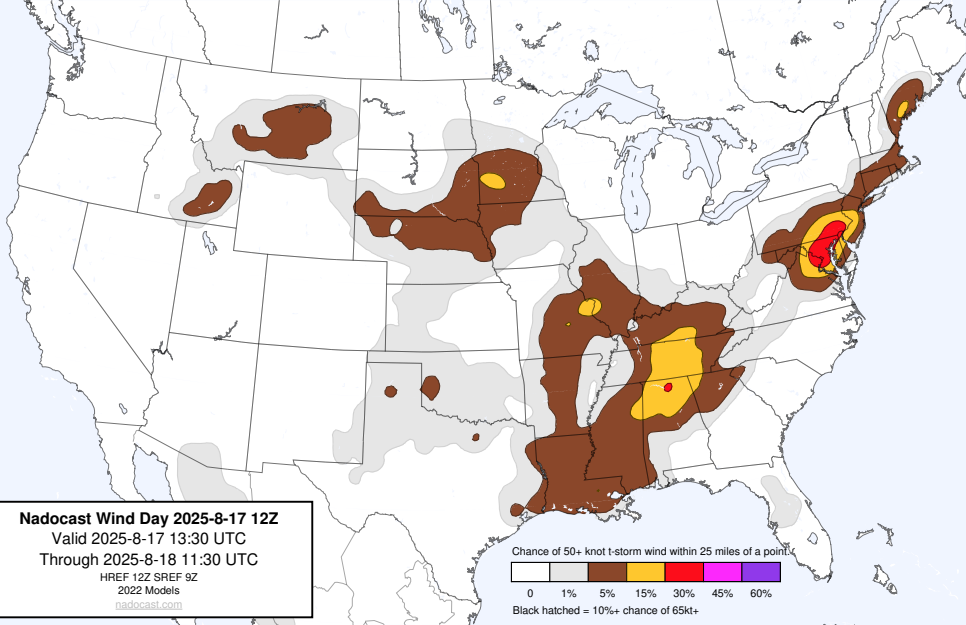 Nadocast Wind Day 2025-8-17 12Z
Valid 2025-8-17 13:30 UTC
Through 2025-8-18 11:30 UTC
HREF 12Z SREF 9Z
2022 Models
nadocast.com
Chance of 50+ knot t-storm wind within 25 miles of a point.
0 1% 5% 15% 30% 45% 60%
Black hatched = 10%+ chance of 65kt+